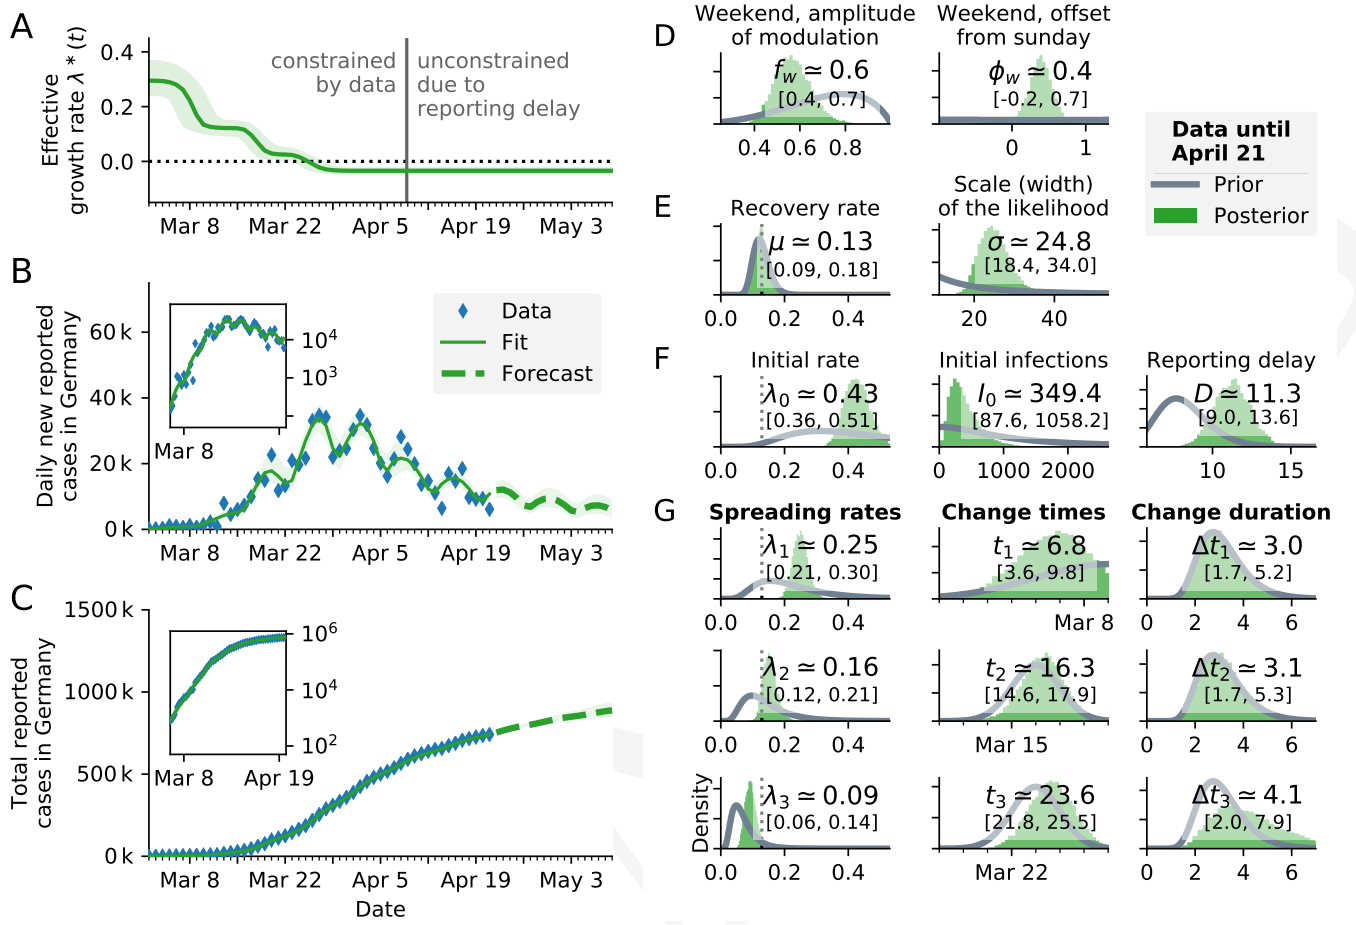 A
Effective
growth rate λ * (t)
0.4
0.2
0.0
constrained
by data
unconstrained
due to
reporting delay
Mar 8
Mar 22
Apr 5
Apr 19
May 3
B
Daily new reported
cases in Germany
60 k
40 k
20 k
0 k
10⁴
10³
Mar 8
Data
Fit
Forecast
Mar 8
Mar 22
Apr 5
Apr 19
May 3
C
Total reported
cases in Germany
1500 k
1000 k
500 k
0 k
10⁶
10⁴
10²
Mar 8
Apr 19
Mar 8
Mar 22
Apr 5
Apr 19
May 3
Date
D
Weekend, amplitude
of modulation
f_w ≃ 0.6
[0.4, 0.7]
0.4
0.6
0.8
Weekend, offset
from sunday
ϕ_w ≃ 0.4
[-0.2, 0.7]
0
1
Data until
April 21
Prior
Posterior
E
Recovery rate
μ ≃ 0.13
[0.09, 0.18]
0.0
0.2
0.4
Scale (width)
of the likelihood
σ ≃ 24.8
[18.4, 34.0]
20
40
F
Initial rate
λ₀ ≃ 0.43
[0.36, 0.51]
0.0
0.2
0.4
Initial infections
I₀ ≃ 349.4
[87.6, 1058.2]
0
1000
2000
Reporting delay
D ≃ 11.3
[9.0, 13.6]
10
15
G
Spreading rates
Change times
Change duration
λ₁ ≃ 0.25
[0.21, 0.30]
0.0
0.2
0.4
t₁ ≃ 6.8
[3.6, 9.8]
Mar 8
Δt₁ ≃ 3.0
[1.7, 5.2]
2
4
6
λ₂ ≃ 0.16
[0.12, 0.21]
0.0
0.2
0.4
t₂ ≃ 16.3
[14.6, 17.9]
Mar 15
Δt₂ ≃ 3.1
[1.7, 5.3]
0
2
4
6
Density
λ₃ ≃ 0.09
[0.06, 0.14]
0.0
0.2
0.4
t₃ ≃ 23.6
[21.8, 25.5]
Mar 22
Δt₃ ≃ 4.1
[2.0, 7.9]
0
2
4
6